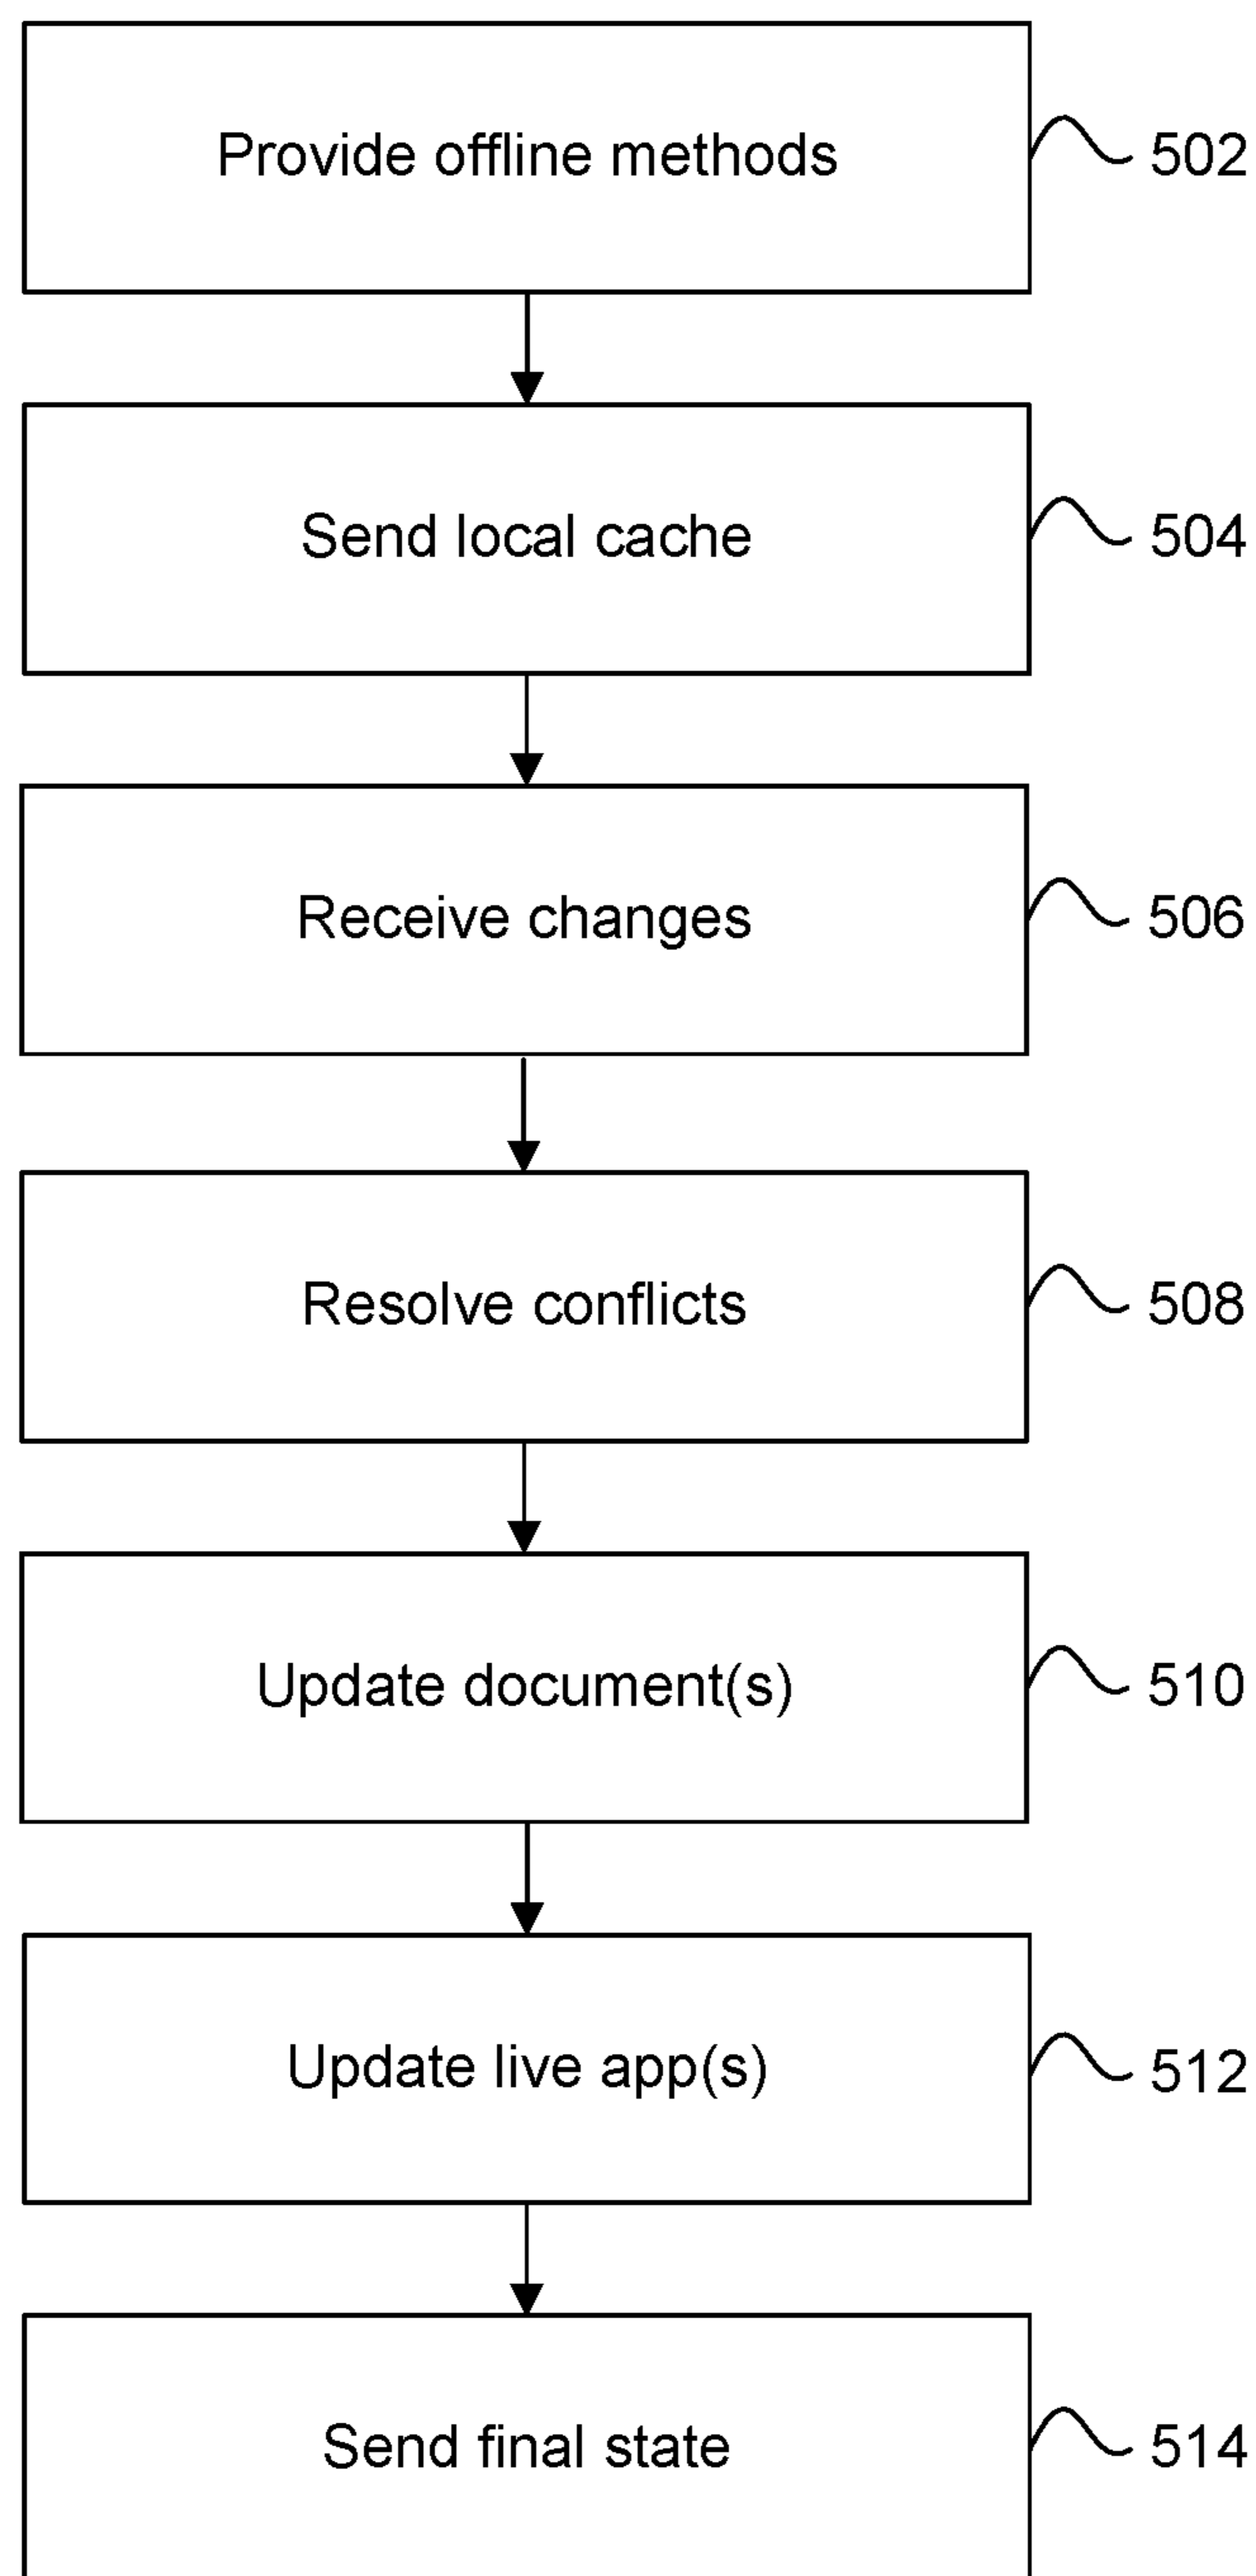 Provide offline methods 502
Send local cache 504
Receive changes 506
Resolve conflicts 508
Update document(s) 510
Update live app(s) 512
Send final state 514